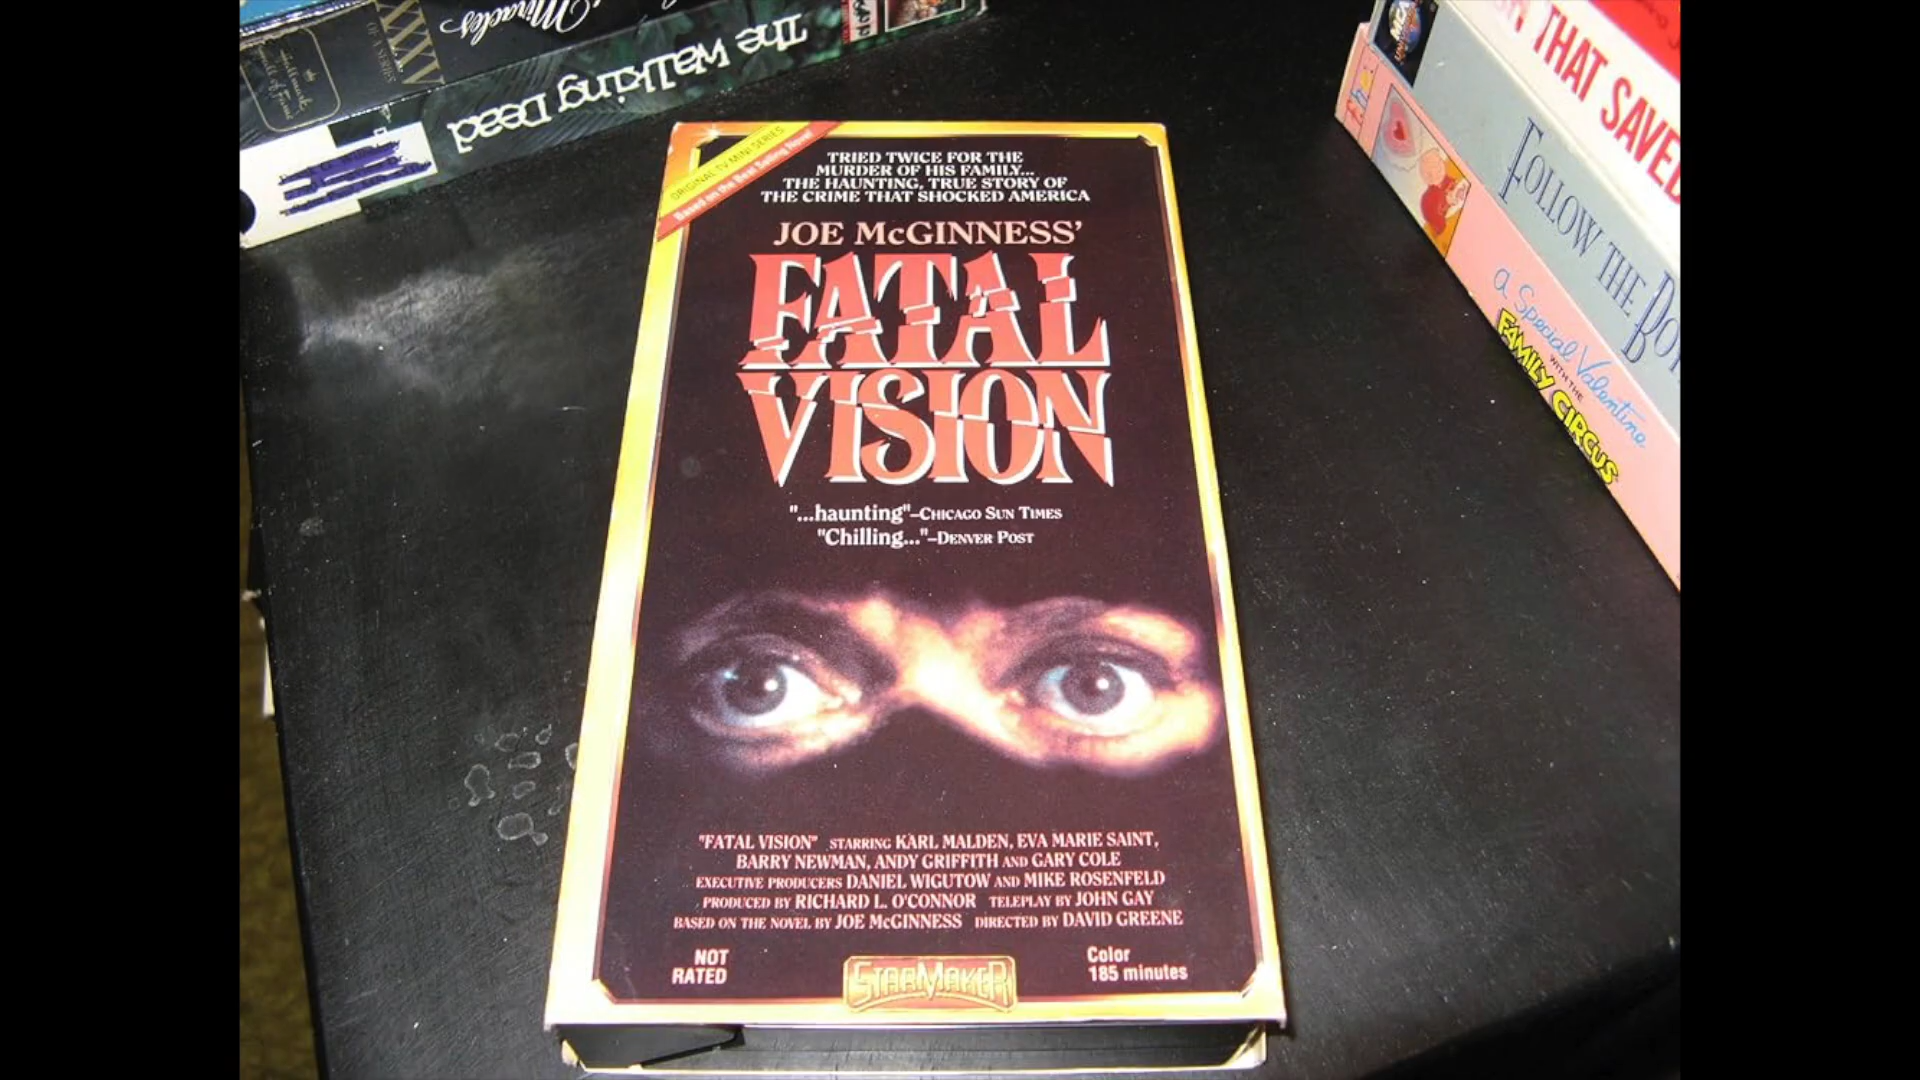 Miracles
XXXV
OF A SERIES
The Walking Dead
ORIGINAL TV MINI SERIES
Based on the Best Selling Novel
TRIED TWICE FOR THE
MURDER OF HIS FAMILY...
THE HAUNTING, TRUE STORY OF
THE CRIME THAT SHOCKED AMERICA
JOE McGINNESS'
FATAL
VISION
"...haunting"–CHICAGO SUN TIMES
"Chilling..."–DENVER POST
"FATAL VISION" STARRING KARL MALDEN, EVA MARIE SAINT,
BARRY NEWMAN, ANDY GRIFFITH AND GARY COLE
EXECUTIVE PRODUCERS DANIEL WIGUTOW AND MIKE ROSENFELD
PRODUCED BY RICHARD L. O'CONNOR TELEPLAY BY JOHN GAY
BASED ON THE NOVEL BY JOE McGINNESS DIRECTED BY DAVID GREENE
NOT
RATED
STARMAKER
Color
185 minutes
THAT SAVED
FOLLOW THE BO
a Special Valentine
WITH THE
FAMILY CIRCUS